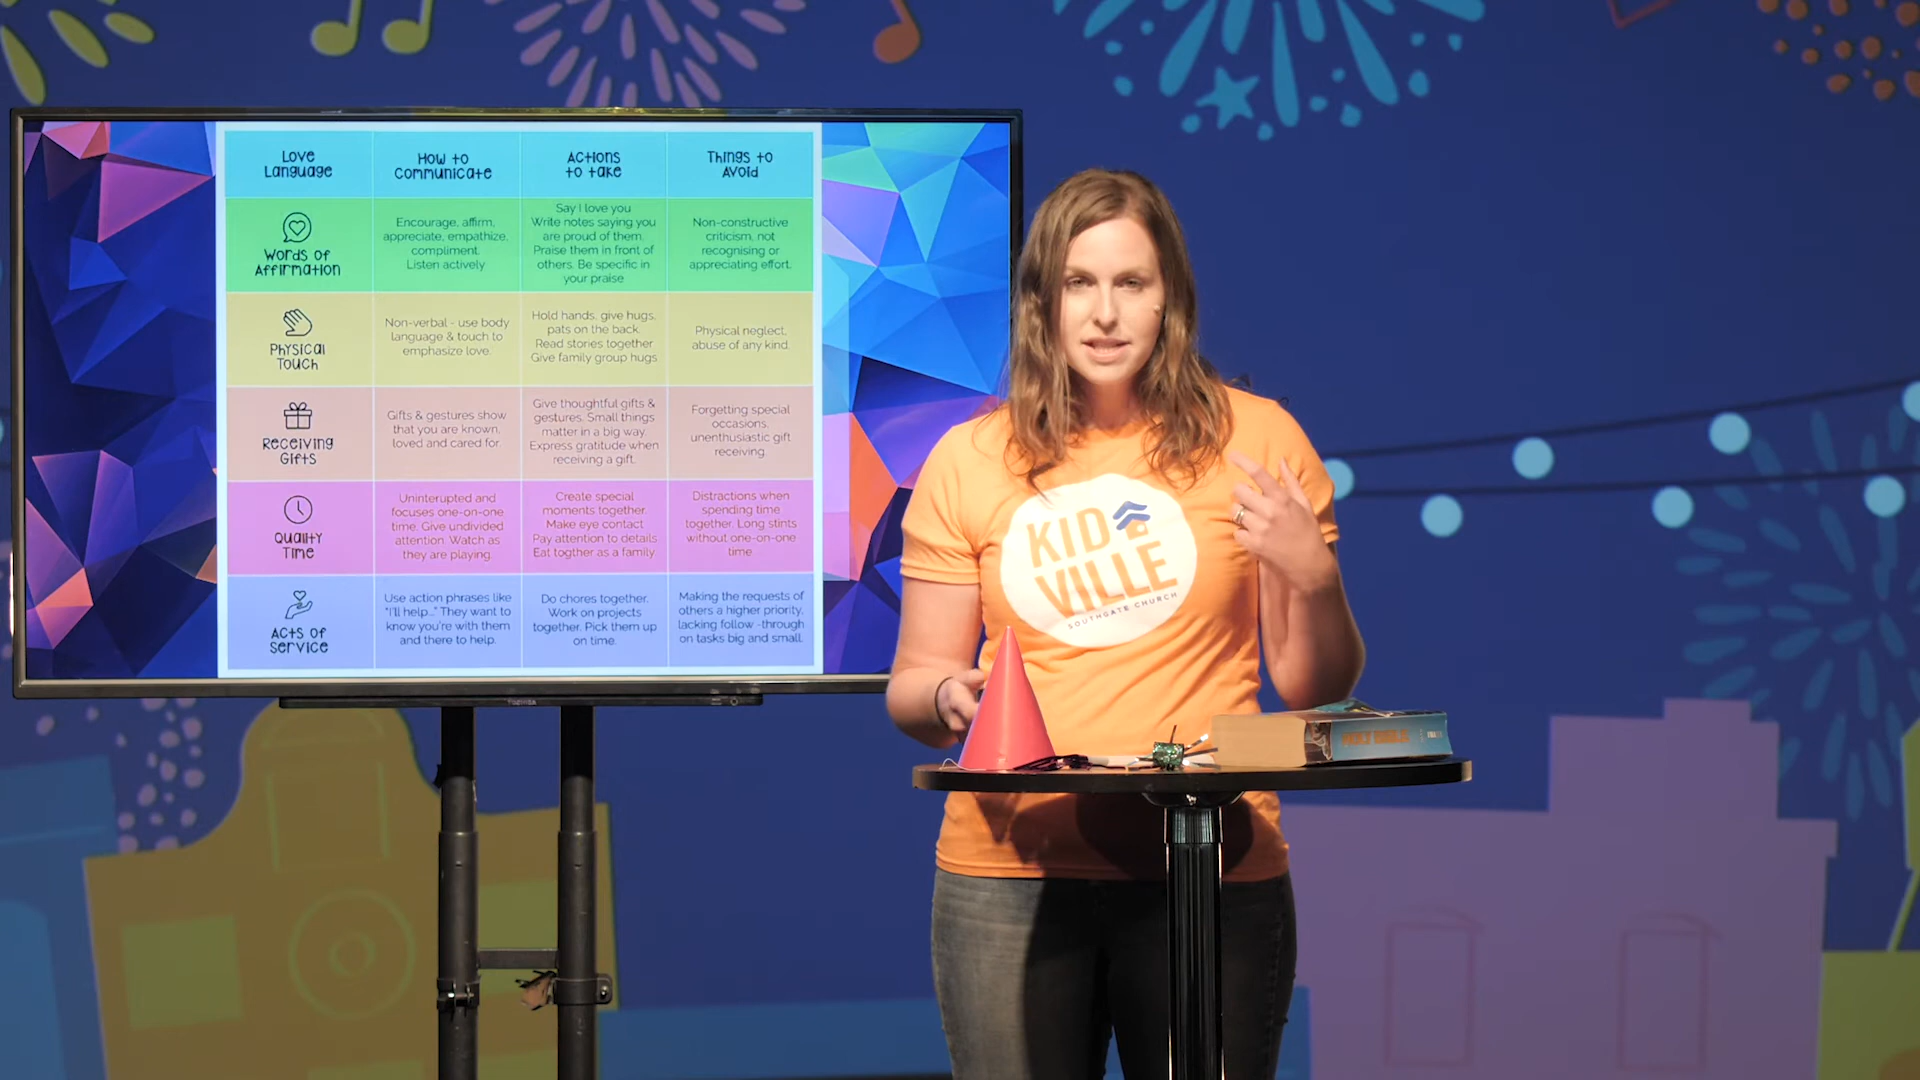 Love
Language
How to
Communicate
Actions
to take
Things to
Avoid
Words of
Affirmation
Encourage, affirm,
appreciate, empathize,
compliment.
Listen actively
Say I love you
Write notes saying you
are proud of them.
Praise them in front of
others. Be specific in
your praise
Non-constructive
criticism, not
recognising or
appreciating effort.
Physical
Touch
Non-verbal - use body
language & touch to
emphasize love.
Hold hands, give hugs,
pats on the back.
Read stories together
Give family group hugs
Physical neglect,
abuse of any kind.
Receiving
Gifts
Gifts & gestures show
that you are known,
loved and cared for.
Give thoughtful gifts &
gestures. Small things
matter in a big way.
Express gratitude when
receiving a gift.
Forgetting special
occasions,
unenthusiastic gift
receiving.
Quality
Time
Uninterupted and
focuses one-on-one
time. Give undivided
attention. Watch as
they are playing.
Create special
moments together.
Make eye contact
Pay attention to details
Eat togther as a family.
Distractions when
spending time
together. Long stints
without one-on-one
time
Acts of
Service
Use action phrases like
"I'll help..." They want to
know you're with them
and there to help.
Do chores together.
Work on projects
together. Pick them up
on time.
Making the requests of
others a higher priority,
lacking follow -through
on tasks big and small.
TOSHIBA
KID
VILLE
SOUTHGATE CHURCH